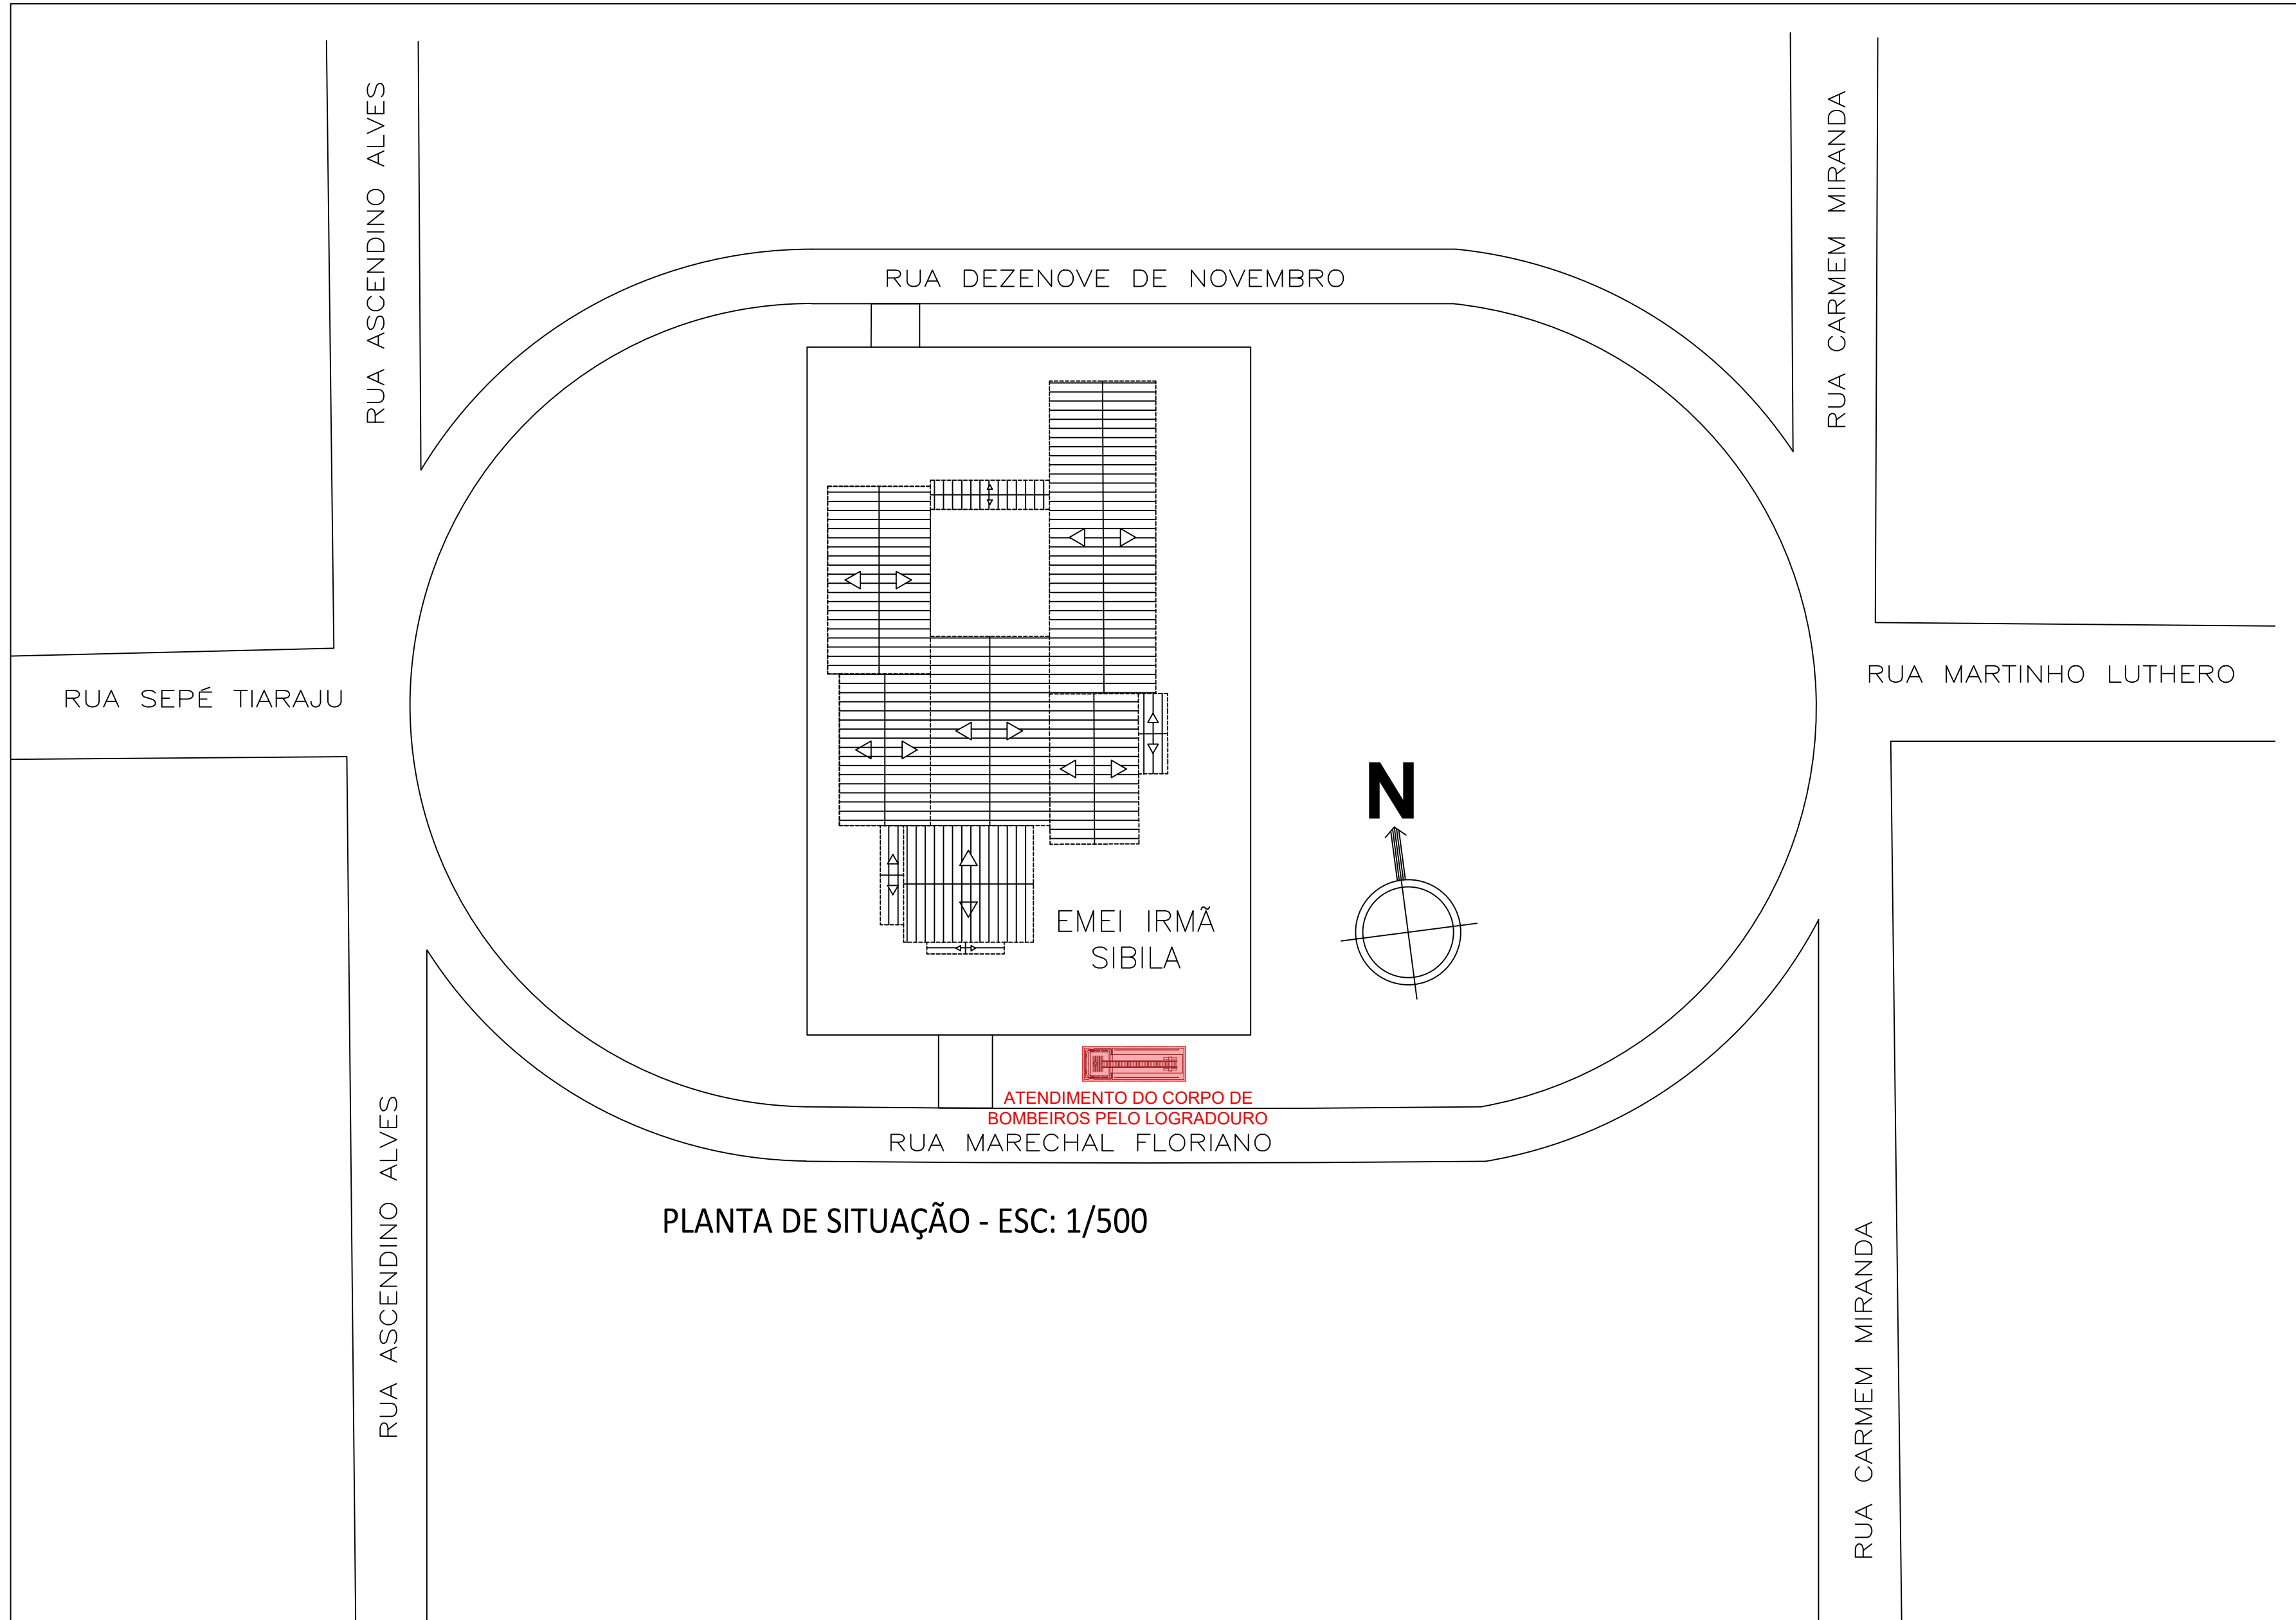 RUA ASCENDINO ALVES
RUA CARMEM MIRANDA
RUA DEZENOVE DE NOVEMBRO
RUA SEPÉ TIARAJU
RUA MARTINHO LUTHERO
N
EMEI IRMÃ
SIBILA
ATENDIMENTO DO CORPO DE
BOMBEIROS PELO LOGRADOURO
RUA MARECHAL FLORIANO
PLANTA DE SITUAÇÃO - ESC: 1/500
RUA ASCENDINO ALVES
RUA CARMEM MIRANDA